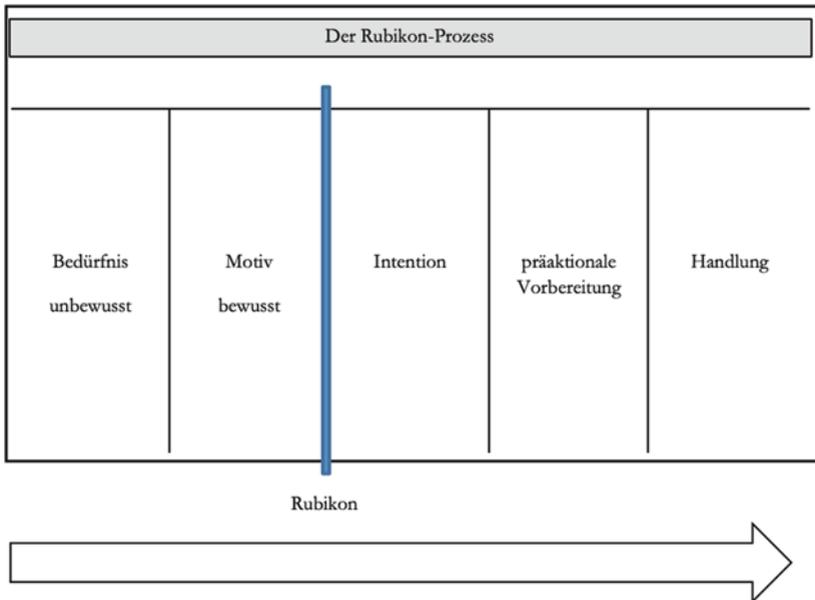 Der Rubikon-Prozess
Bedürfnis
unbewusst
Motiv
bewusst
Intention
präaktionale
Vorbereitung
Handlung
Rubikon